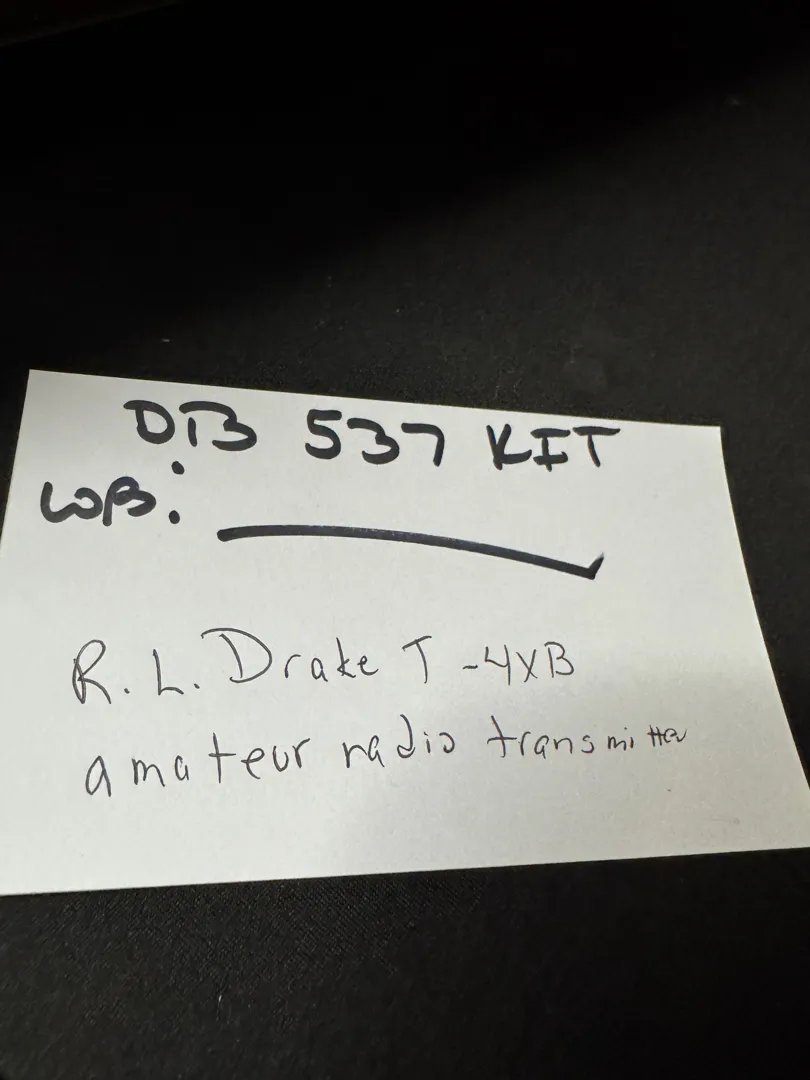 DB 537 KIT
WB:
R. L. Drake T-4XB
amateur radio transmitter